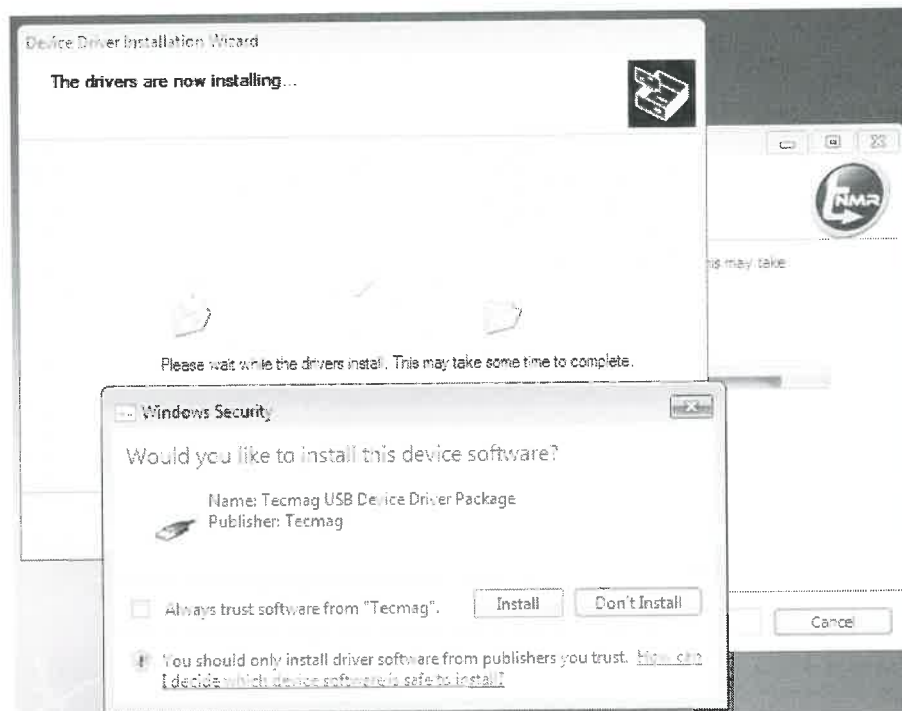 Device Driver Installation Wizard
The drivers are now installing...
NMR
his may take
Please wait while the drivers install. This may take some time to complete.
Windows Security
Would you like to install this device software?
Name: Tecmag USB Device Driver Package
Publisher: Tecmag
Always trust software from "Tecmag".
Install
Don't Install
Cancel
You should only install driver software from publishers you trust. How can
I decide which device software is safe to install?